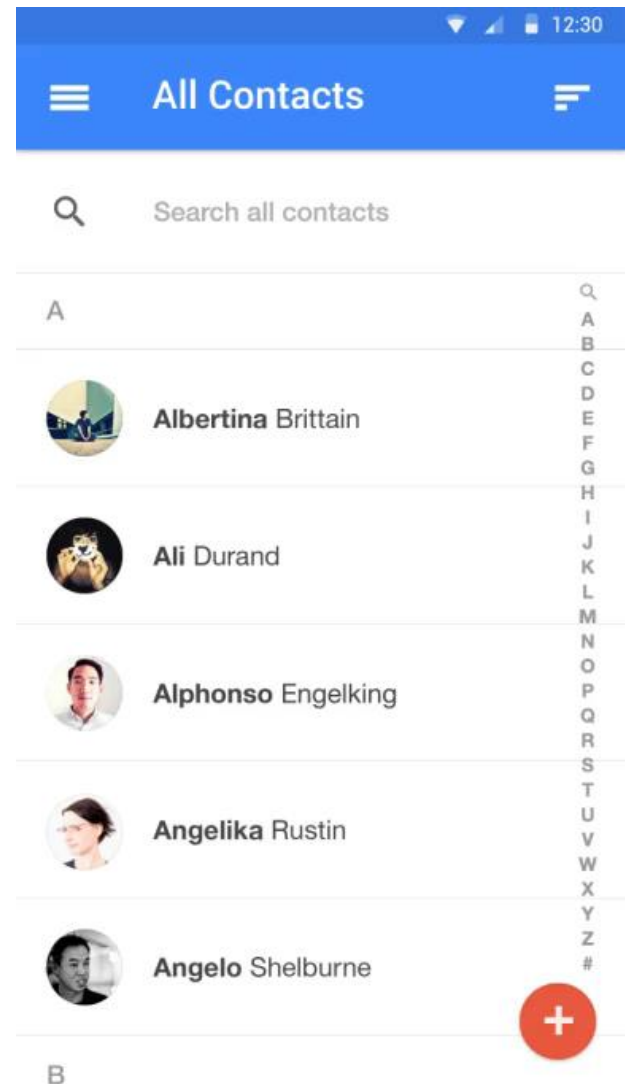 12:30
All Contacts
Search all contacts
A
Albertina Brittain
Ali Durand
Alphonso Engelking
Angelika Rustin
Angelo Shelburne
B
A
B
C
D
E
F
G
H
I
J
K
L
M
N
O
P
Q
R
S
T
U
V
W
X
Y
Z
#